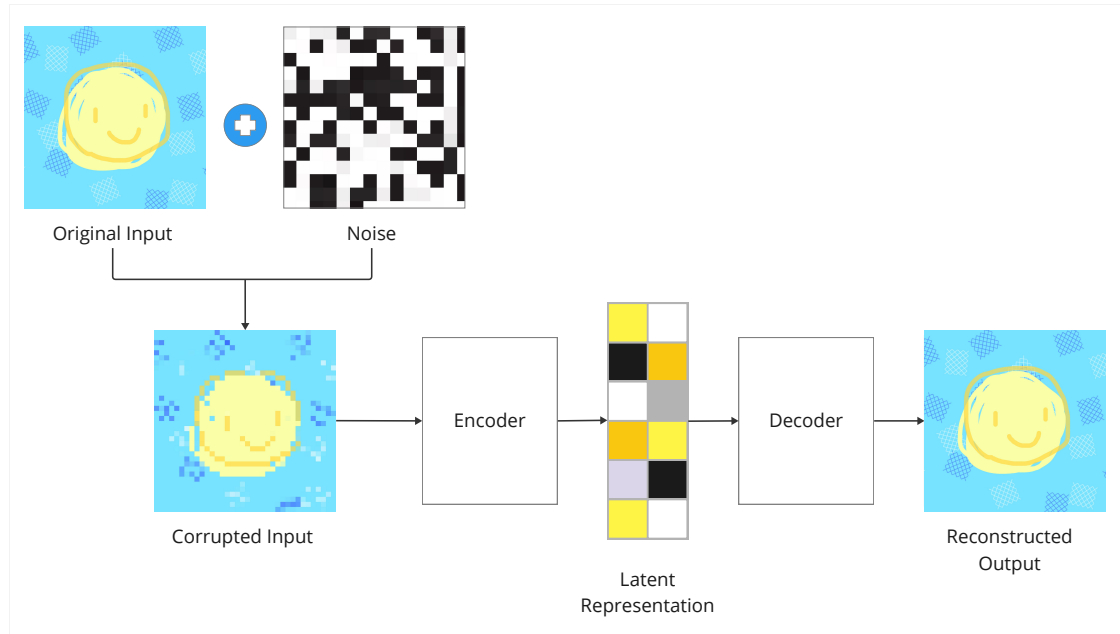 Original Input
Noise
Encoder
Decoder
Corrupted Input
Latent
Representation
Reconstructed
Output